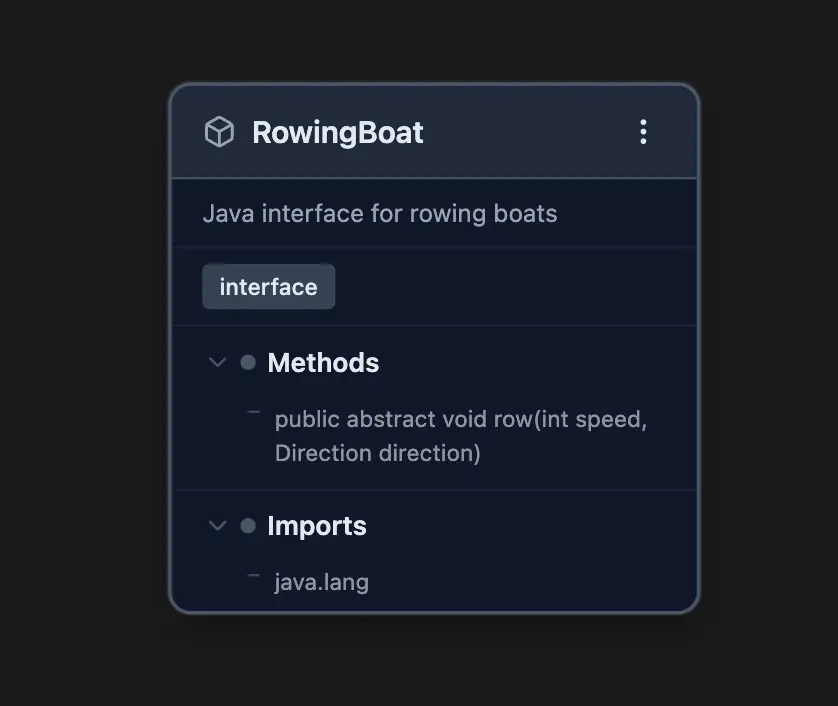 RowingBoat
Java interface for rowing boats
interface
Methods
public abstract void row(int speed,
Direction direction)
Imports
java.lang